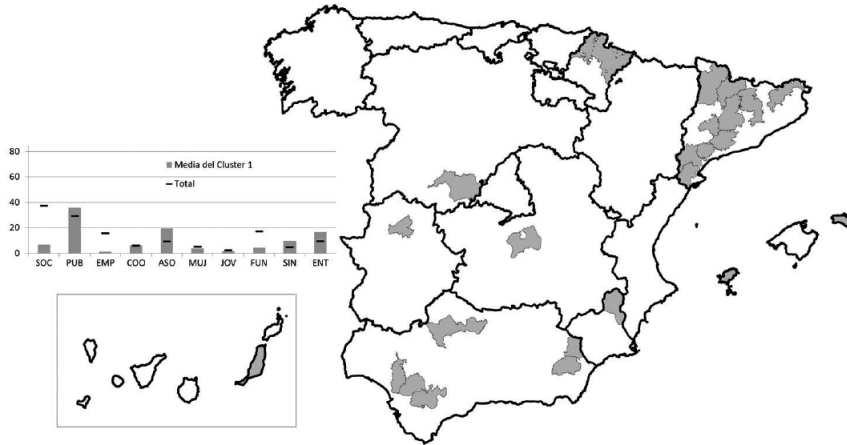 80
60
40
20
0
Media del Cluster 1
Total
SOC PUB EMP COO ASO MUJ JOV FUN SIN ENT